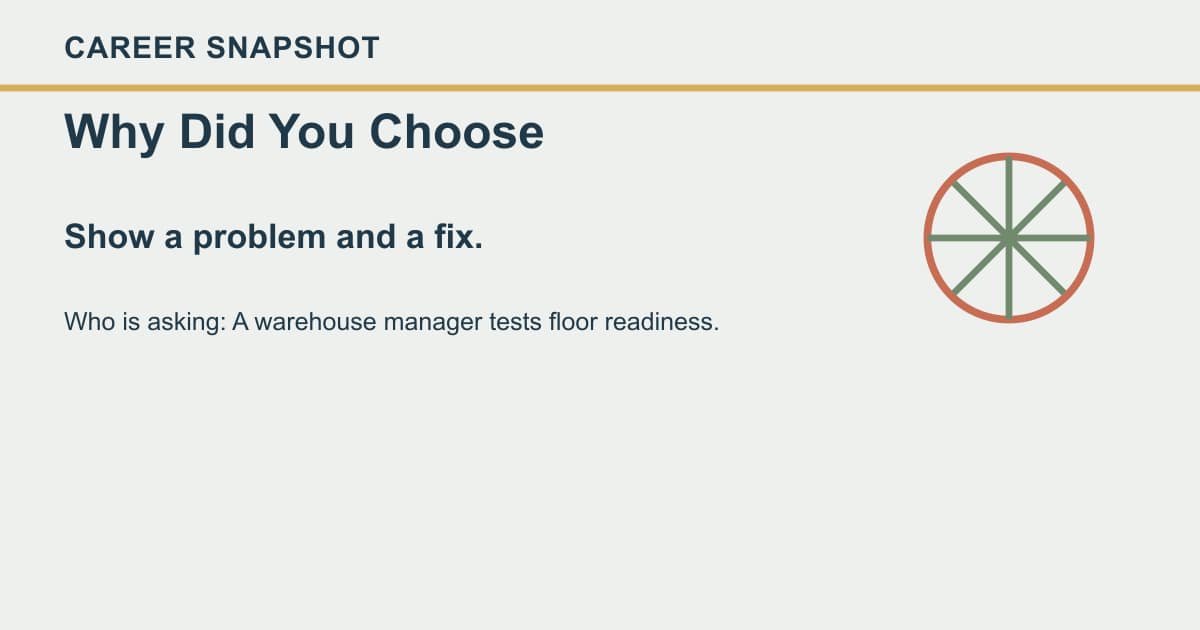 CAREER SNAPSHOT
Why Did You Choose
Show a problem and a fix.
Who is asking: A warehouse manager tests floor readiness.